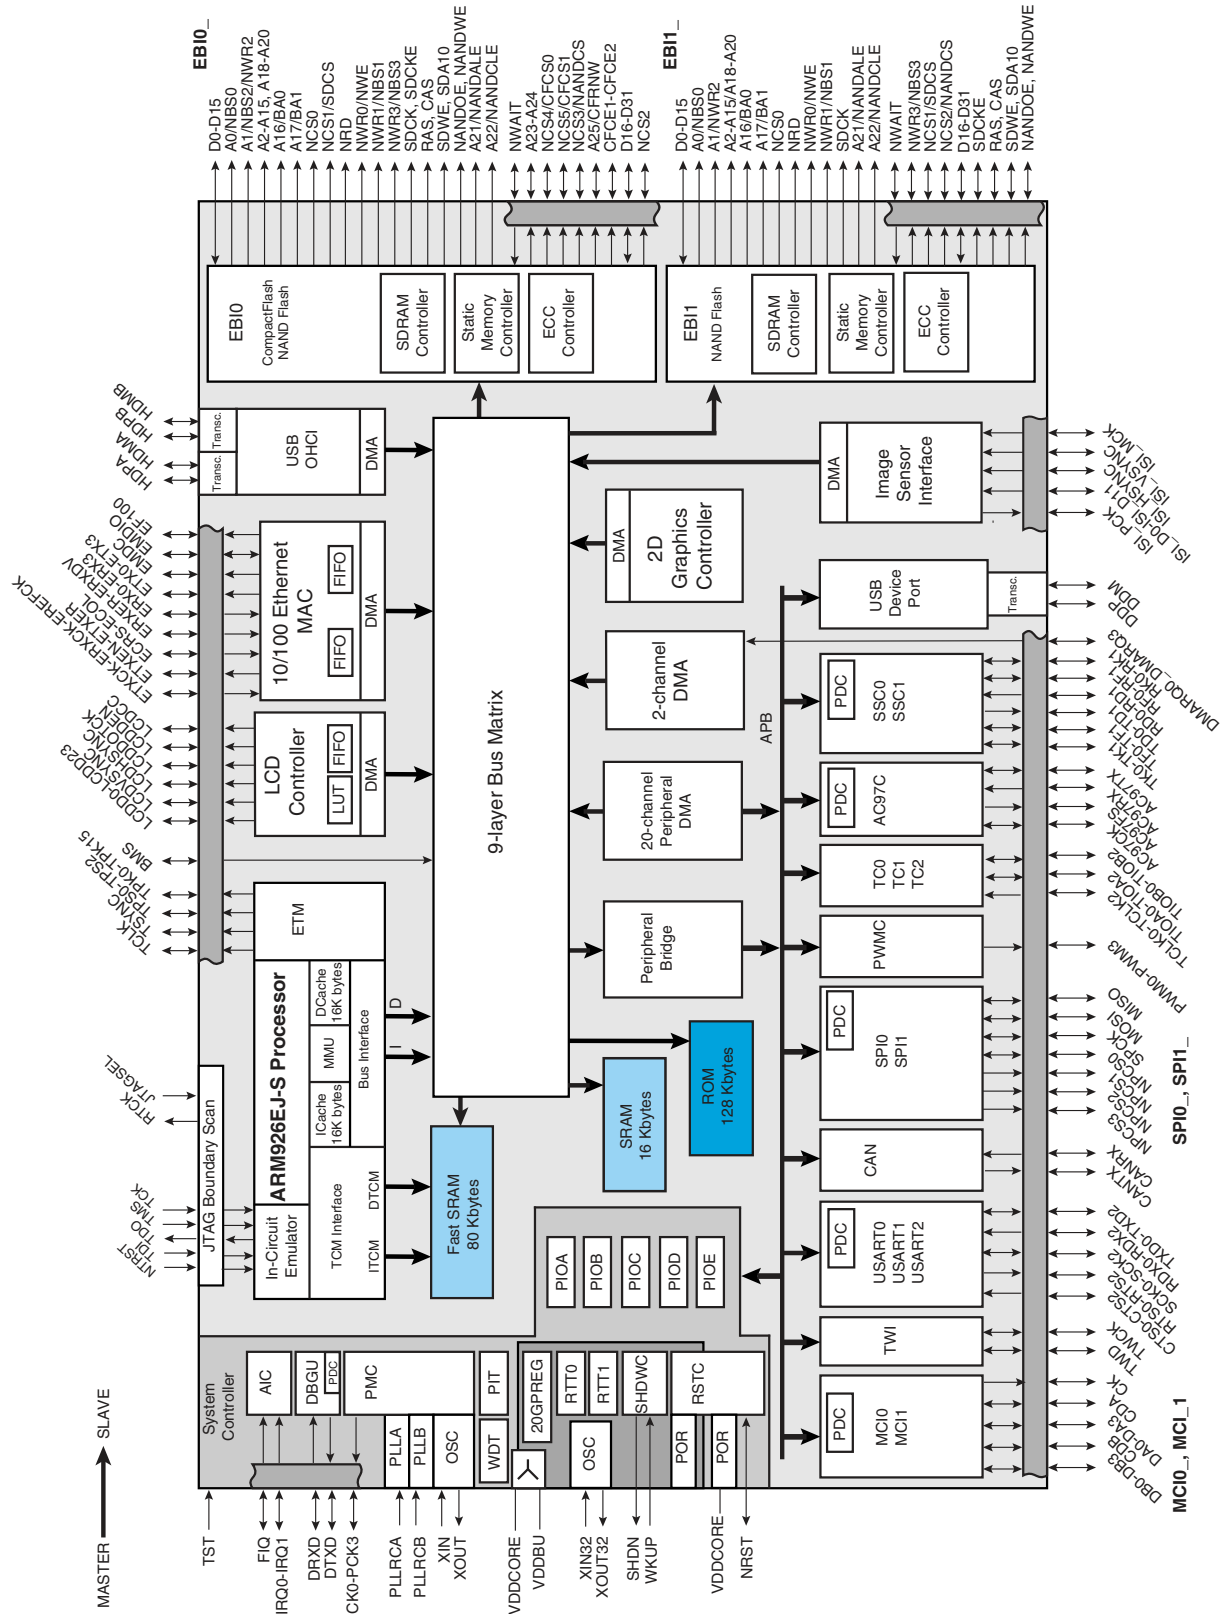 MASTER
SLAVE
TST
FIQ
IRQ0-IRQ1
DRXD
DTXD
CK0-PCK3
PLLRCA
PLLRCB
XIN
XOUT
VDDCORE
VDDBU
XIN32
XOUT32
SHDN
WKUP
VDDCORE
NRST
System
Controller
AIC
DBGU
PDC
PMC
PLLA
PLLB
OSC
PIT
WDT
20GPREG
OSC
RTT0
RTT1
SHDWC
POR
RSTC
POR
PIOA
PIOB
PIOC
PIOD
PIOE
NTRST
TDI
TDO
TMS
TCK
RTCK
JTAGSEL
JTAG Boundary Scan
In-Circuit
Emulator
ARM926EJ-S Processor
TCM Interface
ITCM
DTCM
ICache
16K bytes
MMU
DCache
16K bytes
Bus Interface
I
D
ETM
TCLK
TSYNC
TPS0-TPS2
TPK0-TPK15
BMS
Fast SRAM
80 Kbytes
SRAM
16 Kbytes
ROM
128 Kbytes
LCDD0-LCDD23
LCDVSYNC
LCDHSYNC
LCDDOTCK
LCDDEN
LCDCC
LCD
Controller
LUT
FIFO
DMA
ETXCK-ERXCK-EREFCK
ETXEN-ETXER
ECRS-ECOL
ERXER-ERXDV
ERX0-ERX3
ETX0-ETX3
EMDC
EMDIO
EF100
10/100 Ethernet
MAC
FIFO
FIFO
DMA
HDPA
HDMA
HDPB
HDMB
Transc.
Transc.
USB
OHCI
DMA
9-layer Bus Matrix
Peripheral
Bridge
20-channel
Peripheral
DMA
2-channel
DMA
DMA
2D
Graphics
Controller
APB
EBI0_
D0-D15
A0/NBS0
A1/NBS2/NWR2
A2-A15, A18-A20
A16/BA0
A17/BA1
NCS0
NCS1/SDCS
NRD
NWR0/NWE
NWR1/NBS1
NWR3/NBS3
SDCK, SDCKE
RAS, CAS
SDWE, SDA10
NANDOE, NANDWE
A21/NANDALE
A22/NANDCLE
NWAIT
A23-A24
NCS4/CFCS0
NCS5/CFCS1
NCS3/NANDCS
A25/CFRNW
CFCE1-CFCE2
D16-D31
NCS2
EBI0
CompactFlash
NAND Flash
SDRAM
Controller
Static
Memory
Controller
ECC
Controller
EBI1_
D0-D15
A0/NBS0
A1/NWR2
A2-A15/A18-A20
A16/BA0
A17/BA1
NCS0
NRD
NWR0/NWE
NWR1/NBS1
SDCK
A21/NANDALE
A22/NANDCLE
NWAIT
NWR3/NBS3
NCS1/SDCS
NCS2/NANDCS
D16-D31
SDCKE
RAS, CAS
SDWE, SDA10
NANDOE, NANDWE
EBI1
NAND Flash
SDRAM
Controller
Static
Memory
Controller
ECC
Controller
MCI0
MCI1
PDC
TWI
USART0
USART1
USART2
PDC
CAN
SPI0
SPI1
PDC
PWMC
TC0
TC1
TC2
AC97C
PDC
SSC0
SSC1
PDC
USB
Device
Port
Transc.
DMA
Image
Sensor
Interface
DB0-DB3
CDB
DA0-DA3
CDA
CK
MCI0_, MCI_1
TWD
TWCK
CTS0-CTS2
RTS0-RTS2
SCK0-SCK2
RDX0-RDX2
TXD0-TXD2
CANTX
CANRX
NPCS3
NPCS2
NPCS1
NPCS0
SPCK
MOSI
MISO
SPI0_, SPI1_
PWM0-PWM3
TCLK0-TCLK2
TIOA0-TIOA2
TIOB0-TIOB2
AC97CK
AC97FS
AC97RX
AC97TX
TK0-TK1
TF0-TF1
TD0-TD1
RD0-RD1
RF0-RF1
RK0-RK1
DMARQ0_DMARQ3
DDP
DDM
ISI_PCK
ISI_D0-ISI_D11
ISI_HSYNC
ISI_VSYNC
ISI_MCK